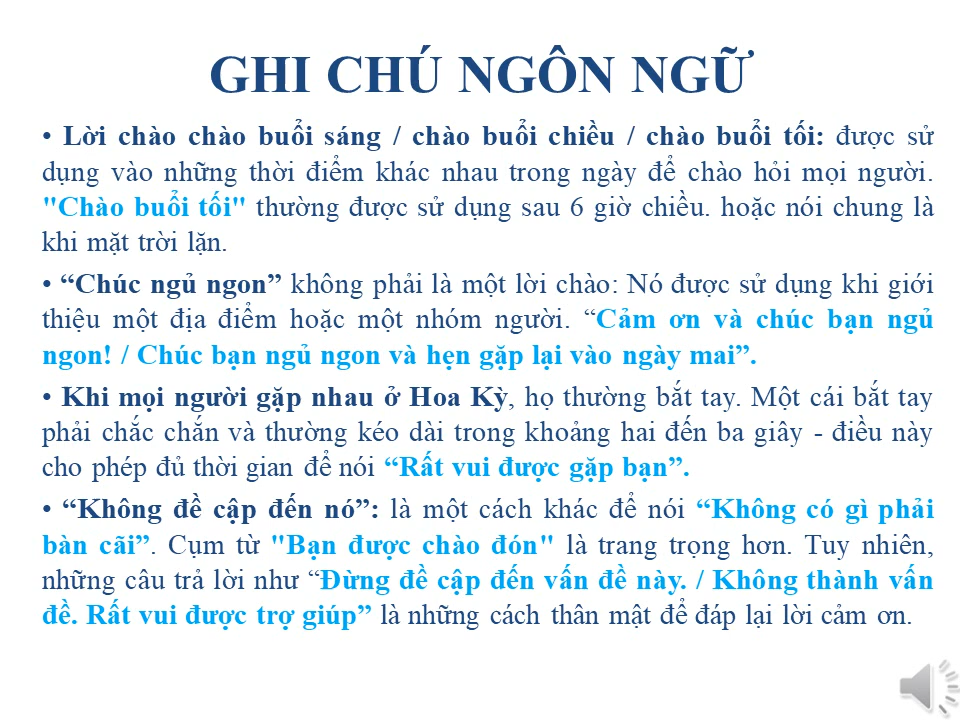 GHI CHÚ NGÔN NGỮ
• Lời chào chào buổi sáng / chào buổi chiều / chào buổi tối: được sử
dụng vào những thời điểm khác nhau trong ngày để chào hỏi mọi người.
"Chào buổi tối" thường được sử dụng sau 6 giờ chiều. hoặc nói chung là
khi mặt trời lặn.
• “Chúc ngủ ngon” không phải là một lời chào: Nó được sử dụng khi giới
thiệu một địa điểm hoặc một nhóm người. “Cảm ơn và chúc bạn ngủ
ngon! / Chúc bạn ngủ ngon và hẹn gặp lại vào ngày mai”.
• Khi mọi người gặp nhau ở Hoa Kỳ, họ thường bắt tay. Một cái bắt tay
phải chắc chắn và thường kéo dài trong khoảng hai đến ba giây - điều này
cho phép đủ thời gian để nói “Rất vui được gặp bạn”.
• “Không đề cập đến nó”: là một cách khác để nói “Không có gì phải
bàn cãi”. Cụm từ "Bạn được chào đón" là trang trọng hơn. Tuy nhiên,
những câu trả lời như “Đừng đề cập đến vấn đề này. / Không thành vấn
đề. Rất vui được trợ giúp” là những cách thân mật để đáp lại lời cảm ơn.